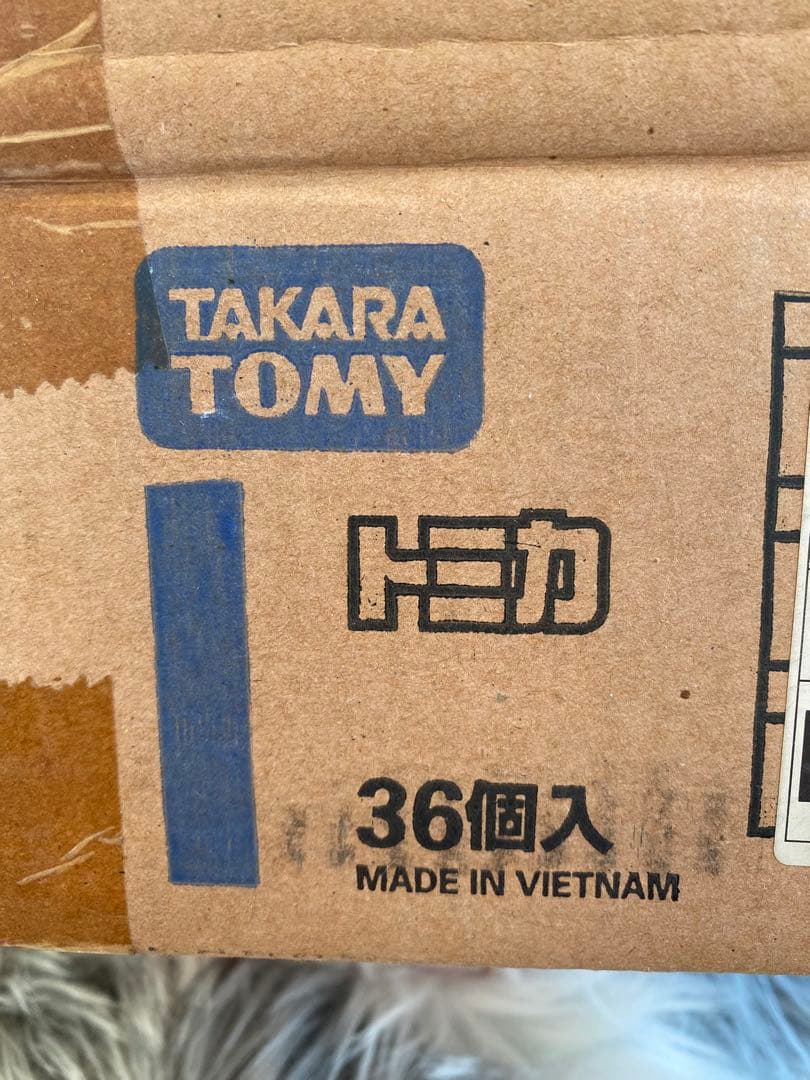 TAKARA
TOMY
トミカ
36個入
MADE IN VIETNAM